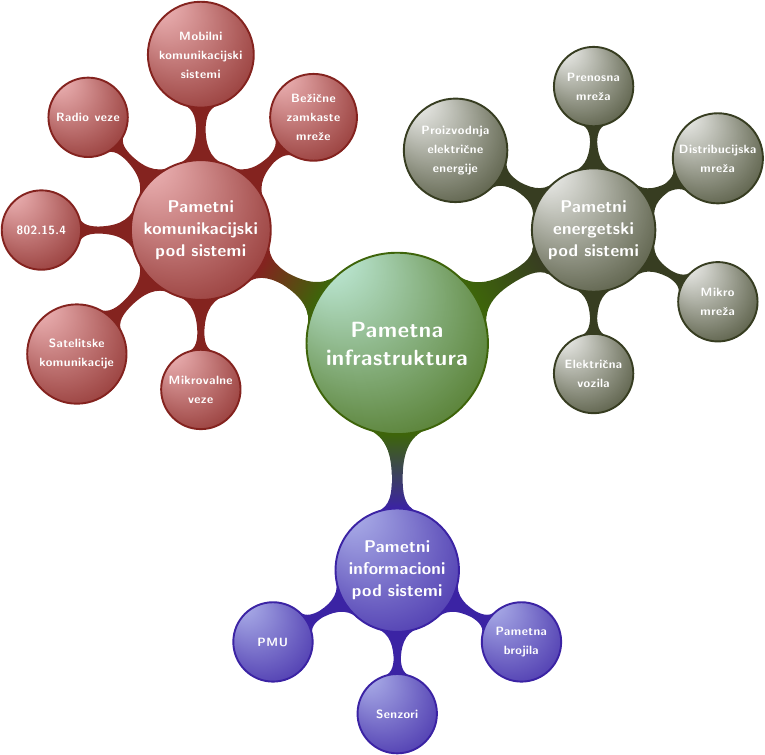 Mobilni
komunikacijski
sistemi
Bežične
zamkaste
mreže
Radio veze
802.15.4
Satelitske
komunikacije
Mikrovalne
veze
Pametni
komunikacijski
pod sistemi
Prenosna
mreža
Proizvodnja
električne
energije
Distribucijska
mreža
Pametni
energetski
pod sistemi
Mikro
mreža
Električna
vozila
Pametna
infrastruktura
Pametni
informacioni
pod sistemi
PMU
Pametna
brojila
Senzori